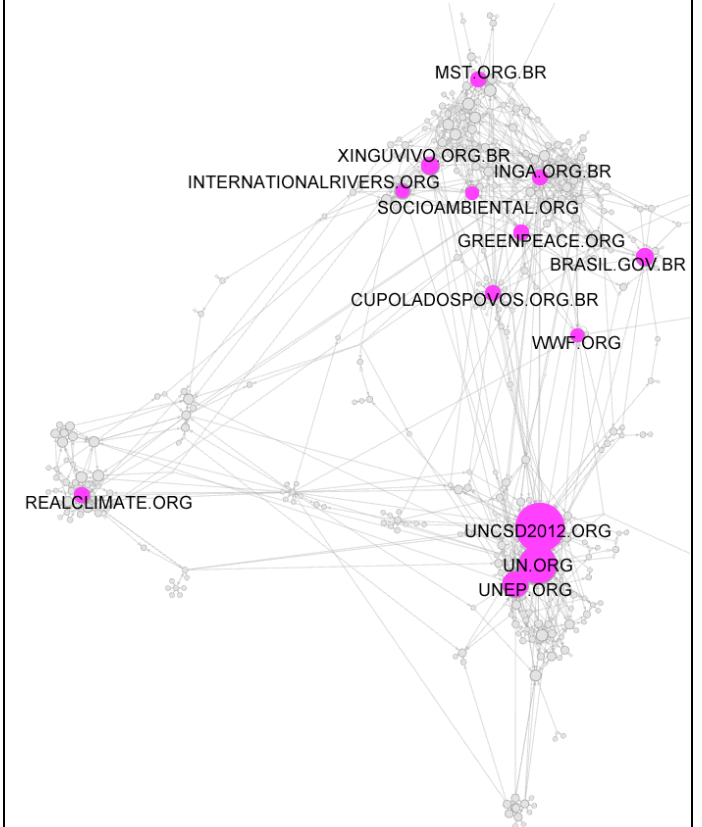 MST.ORG.BR
XINGUVIVO.ORG.BR
INGA.ORG.BR
INTERNATIONALRIVERS.ORG
SOCIOAMBIENTAL.ORG
GREENPEACE.ORG
BRASIL.GOV.BR
CUPOLADOSPOVOS.ORG.BR
WWF.ORG
REALCLIMATE.ORG
UNCSD2012.ORG
UN.ORG
UNEP.ORG